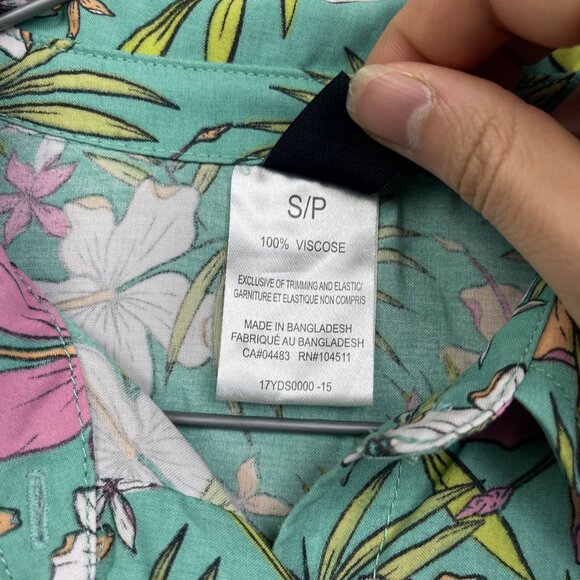 S/P
100% VISCOSE
EXCLUSIVE OF TRIMMING AND ELASTIC/
GARNITURE ET ELASTIQUE NON COMPRIS
MADE IN BANGLADESH
FABRIQUÉ AU BANGLADESH
CA#04483 RN#104511
17YDS0000 -15